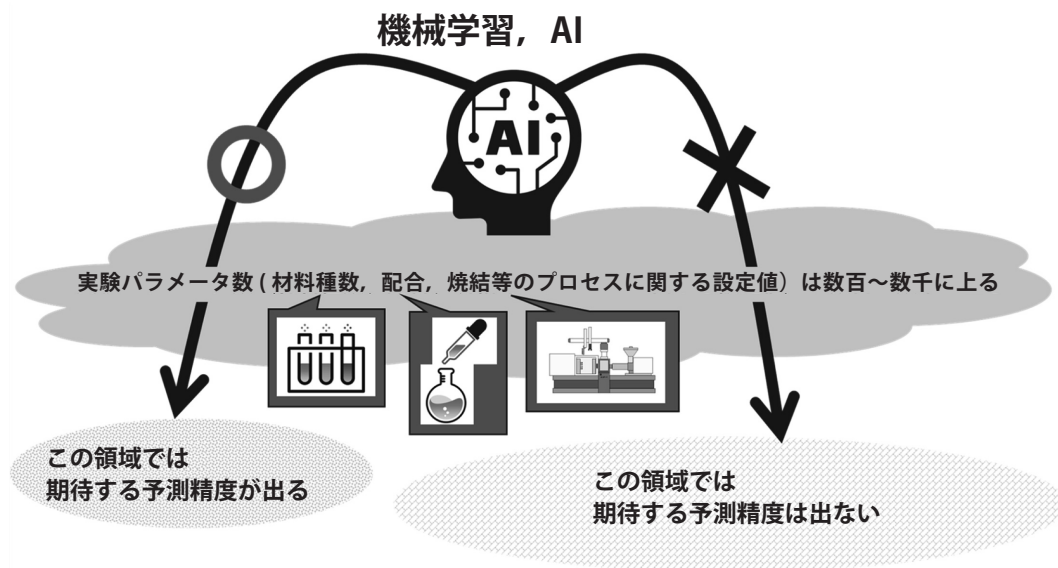 機械学習，AI
AI
実験パラメータ数 ( 材料種数，配合，焼結等のプロセスに関する設定値）は数百～数千に上る
この領域では
期待する予測精度が出る
この領域では
期待する予測精度は出ない